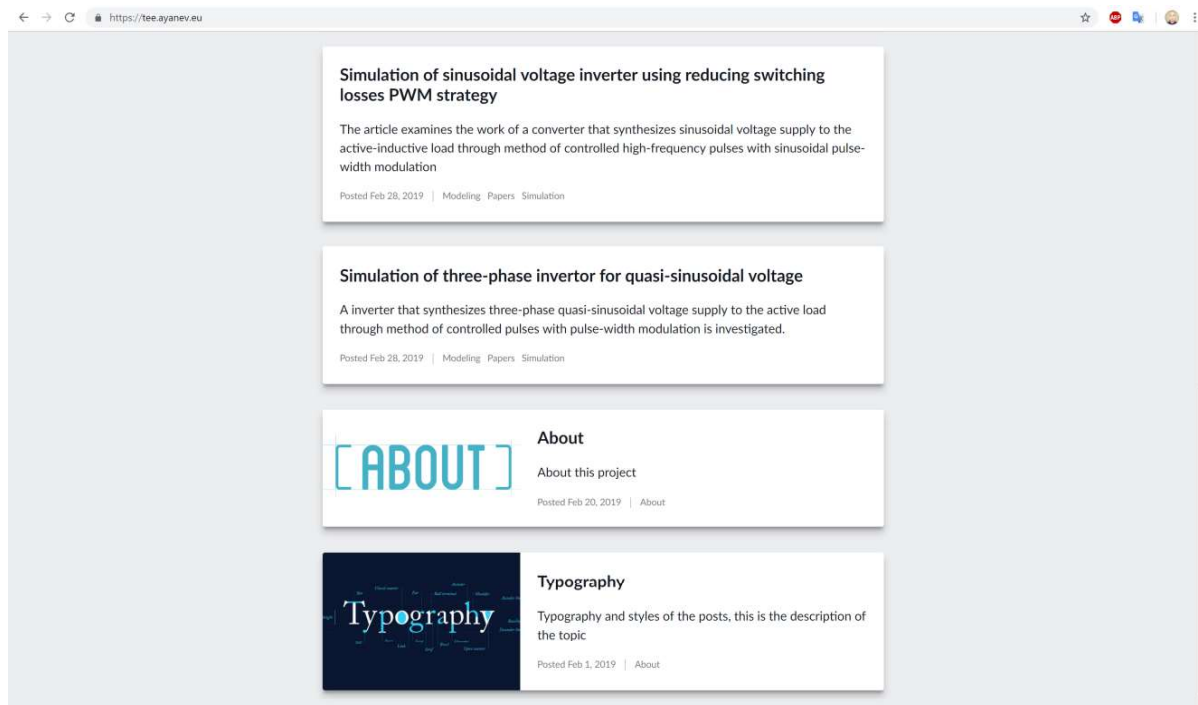 https://tee.ayanev.eu
ABP
Simulation of sinusoidal voltage inverter using reducing switching
losses PWM strategy
The article examines the work of a converter that synthesizes sinusoidal voltage supply to the
active-inductive load through method of controlled high-frequency pulses with sinusoidal pulse-
width modulation
Posted Feb 28, 2019 | Modeling Papers Simulation
Simulation of three-phase invertor for quasi-sinusoidal voltage
A inverter that synthesizes three-phase quasi-sinusoidal voltage supply to the active load
through method of controlled pulses with pulse-width modulation is investigated.
Posted Feb 28, 2019 | Modeling Papers Simulation
[ABOUT]
About
About this project
Posted Feb 20, 2019 | About
Typography
Typography
Typography and styles of the posts, this is the description of
the topic
Posted Feb 1, 2019 | About